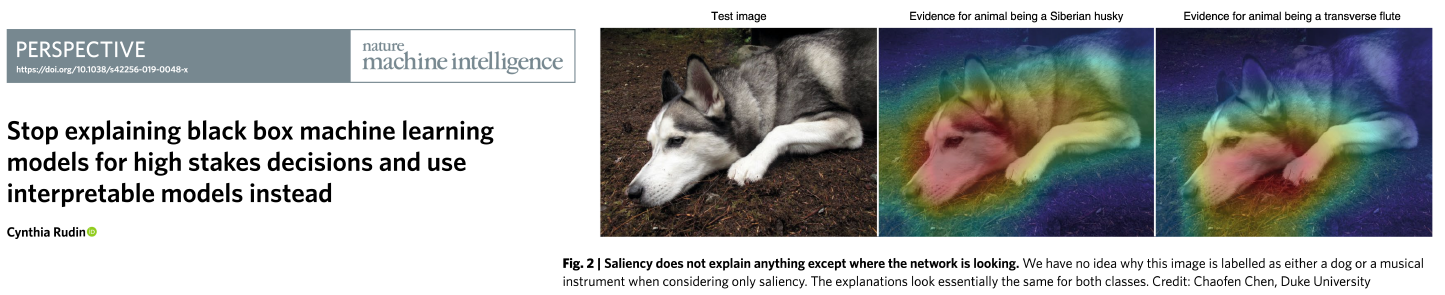 PERSPECTIVE
https://doi.org/10.1038/s42256-019-0048-x
nature
machine intelligence
Stop explaining black box machine learning
models for high stakes decisions and use
interpretable models instead
Cynthia Rudin
Test image
Evidence for animal being a Siberian husky
Evidence for animal being a transverse flute
Fig. 2 | Saliency does not explain anything except where the network is looking. We have no idea why this image is labelled as either a dog or a musical
instrument when considering only saliency. The explanations look essentially the same for both classes. Credit: Chaofen Chen, Duke University